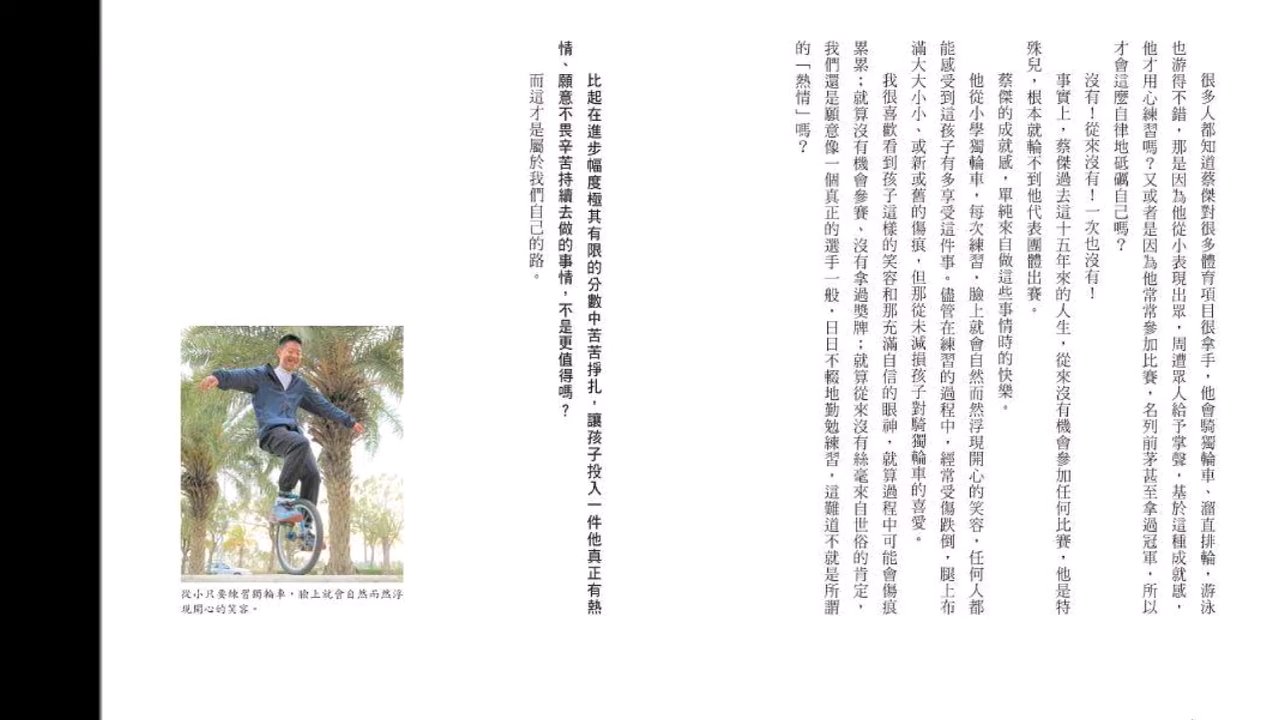 很多人都知道蔡傑對很多體育項目很拿手，他會騎獨輪車、溜直排輪，游泳
也游得不錯，那是因為他從小表現出眾，周遭眾人給予掌聲，基於這種成就感，
他才用心練習嗎？又或者是因為他常常參加比賽，名列前茅甚至拿過冠軍，所以
才會這麼自律地砥礪自己嗎？
沒有！從來沒有！一次也沒有！
事實上，蔡傑過去這十五年來的人生，從來沒有機會參加任何比賽，他是特
殊兒，根本就輪不到他代表團體出賽。
蔡傑的成就感，單純來自做這些事情時的快樂。
他從小學獨輪車，每次練習，臉上就會自然而然浮現開心的笑容，任何人都
能感受到這孩子有多享受這件事。儘管在練習的過程中，經常受傷跌倒，腿上布
滿大大小小、或新或舊的傷痕，但那從未減損孩子對騎獨輪車的喜愛。
我很喜歡看到孩子這樣的笑容和那充滿自信的眼神，就算過程中可能會傷痕
累累；就算沒有機會參賽、沒有拿過獎牌；就算從來沒有絲毫來自世俗的肯定，
我們還是願意像一個真正的選手一般，日日不輟地勤勉練習，這難道不就是所謂
的「熱情」嗎？
比起在進步幅度極其有限的分數中苦苦掙扎，讓孩子投入一件他真正有熱
情、願意不畏辛苦持續去做的事情，不是更值得嗎？
而這才是屬於我們自己的路。
從小只要練習獨輪車，臉上就會自然而然浮
現開心的笑容。